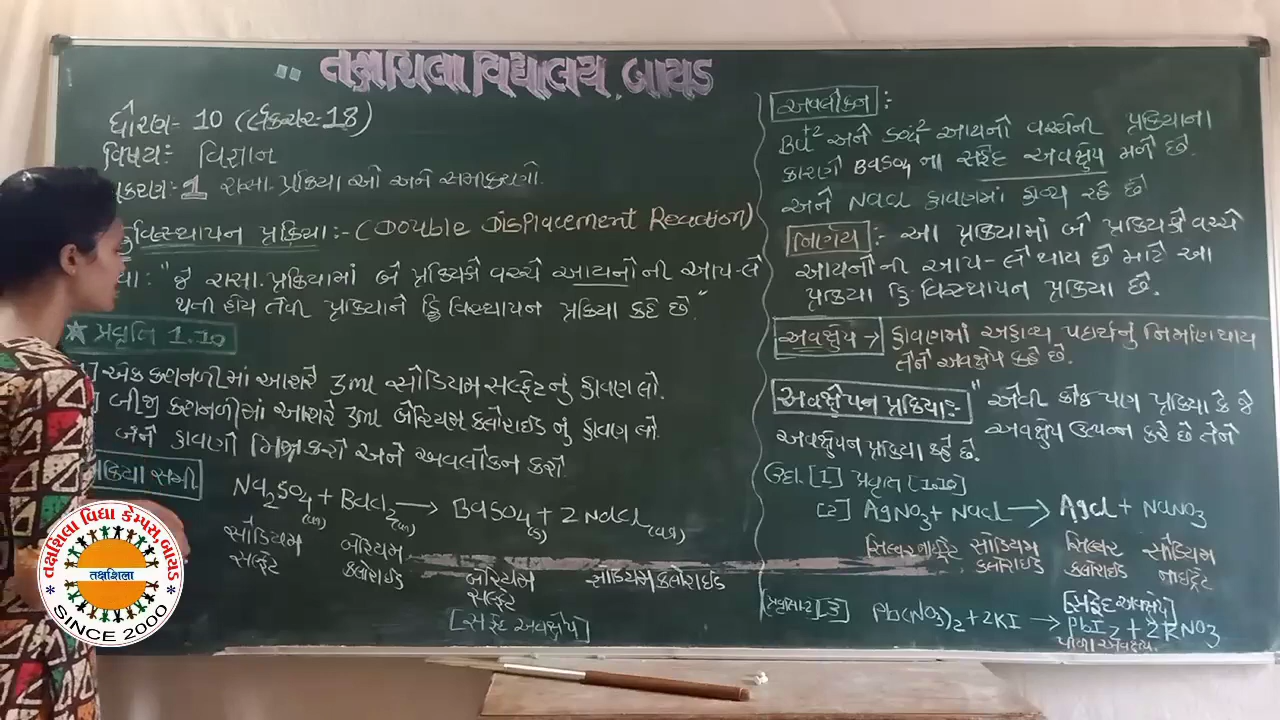 તક્ષશિલા વિદ્યાલય, બાયડ
ધોરણ- 10 (લેક્ચર-18)
વિષયઃ વિજ્ઞાન
પ્રકરણ:- 1 રાસા. પ્રક્રિયા ઓ અને સમીકરણો.
વિસ્થાપન પ્રક્રિયા :- (Double Displacement Reaction)
"જે રાસા. પ્રક્રિયામાં બે પ્રક્રિયકો વચ્ચે આયનો ની આપ-લે
થતી હોય તેવી પ્રક્રિયાને દ્વિ વિસ્થાપન પ્રક્રિયા કહે છે."
★ પ્રવૃત્તિ 1.10
એક કસનળી માં આશરે 3ml સોડિયમ સલ્ફેટ નું દ્રાવણ લો.
બીજી કસનળીમાં આશરે 3ml બેરિયમ ક્લોરાઇડ નું દ્રાવણ લો.
બંને દ્રાવણો મિશ્ર કરો અને અવલોકન કરો
પ્રક્રિયા સમી
Na₂SO₄(aq) + BaCl₂(aq) → BaSO₄(s) + 2NaCl(aq)
સોડિયમ સલ્ફેટ
બેરિયમ ક્લોરાઇડ
બેરિયમ સલ્ફેટ
સોડિયમ ક્લોરાઇડ
[સફેદ અવક્ષેપ]
અવલોકન :
Ba⁺² અને SO₄⁻² આયનો વચ્ચેની પ્રક્રિયાના
કારણે BaSO₄ ના સફેદ અવક્ષેપ મળે છે.
અને NaCl દ્રાવણમાં દ્રાવ્ય રહે છે
નિર્ણય :- આ પ્રક્રિયામાં બે પ્રક્રિયકો વચ્ચે
આયનો ની આપ-લે થાય છે માટે આ
પ્રક્રિયા દ્વિ વિસ્થાપન પ્રક્રિયા છે.
અવક્ષેપ → દ્રાવણમાં અદ્રાવ્ય પદાર્થનું નિર્માણ થાય
તેને અવક્ષેપ કહે છે.
અવક્ષેપન પ્રક્રિયા:- "એવી કોઇ પણ પ્રક્રિયા કે જે
અવક્ષેપ ઉત્પન્ન કરે છે તેને
અવક્ષેપન પ્રક્રિયા કહે છે.
ઉદા. [1] પ્રવૃત્તિ [1.10]
[2] AgNO₃ + NaCl → AgCl + NaNO₃
સિલ્વર નાઇટ્રેટ સોડિયમ ક્લોરાઇડ સિલ્વર ક્લોરાઇડ સોડિયમ નાઇટ્રેટ
[સફેદ અવક્ષેપ]
[3] Pb(NO₃)₂ + 2KI → PbI₂ + 2KNO₃
પીળા અવક્ષેપ.
તક્ષશિલા વિદ્યા કેમ્પસ, બાયડ
તક્ષશિલા
★ SINCE 2000 ★